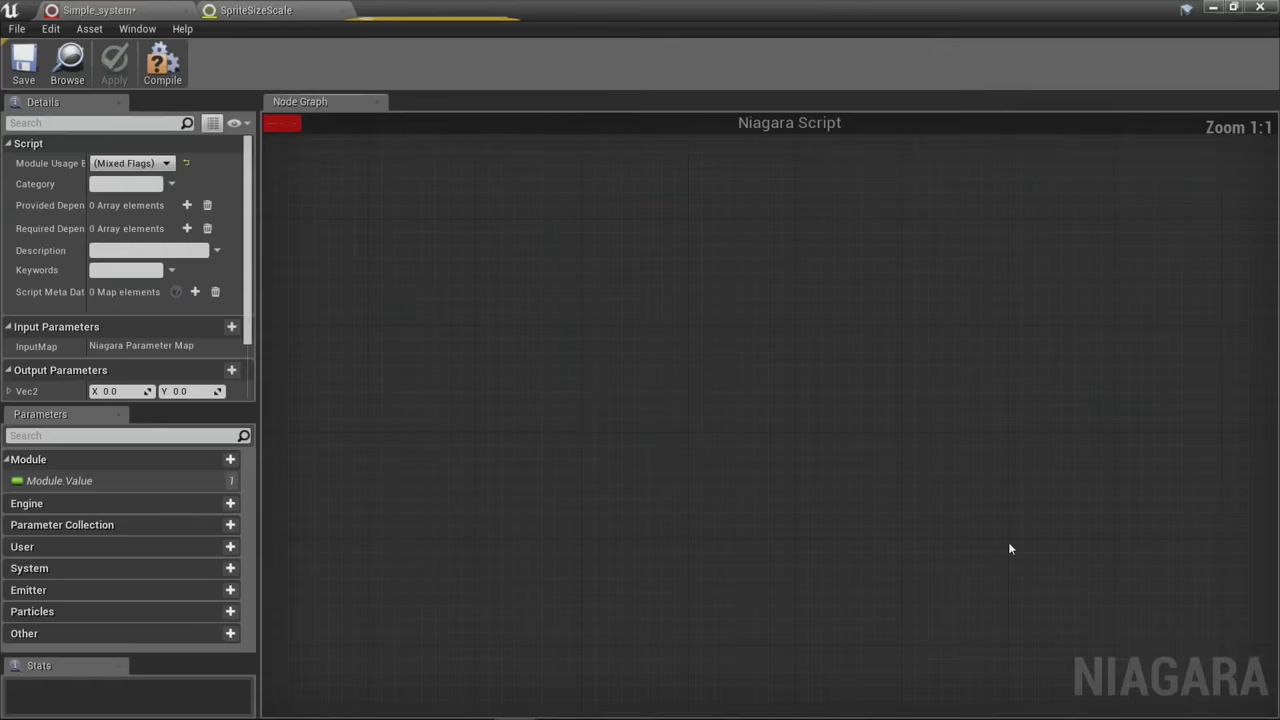 Simple_system•
SpriteSizeScale
File Edit Asset Window Help
Save Browse Apply Compile
Details
Node Graph
Search
Niagara Script
Zoom 1:1
Script
Module Usage B (Mixed Flags)
Category
Provided Depen 0 Array elements
Required Depen 0 Array elements
Description
Keywords
Script Meta Dat 0 Map elements
Input Parameters
InputMap Niagara Parameter Map
Output Parameters
Vec2 X 0.0 Y 0.0
Parameters
Search
Module
Module.Value 1
Engine
Parameter Collection
User
System
Emitter
Particles
Other
Stats
NIAGARA